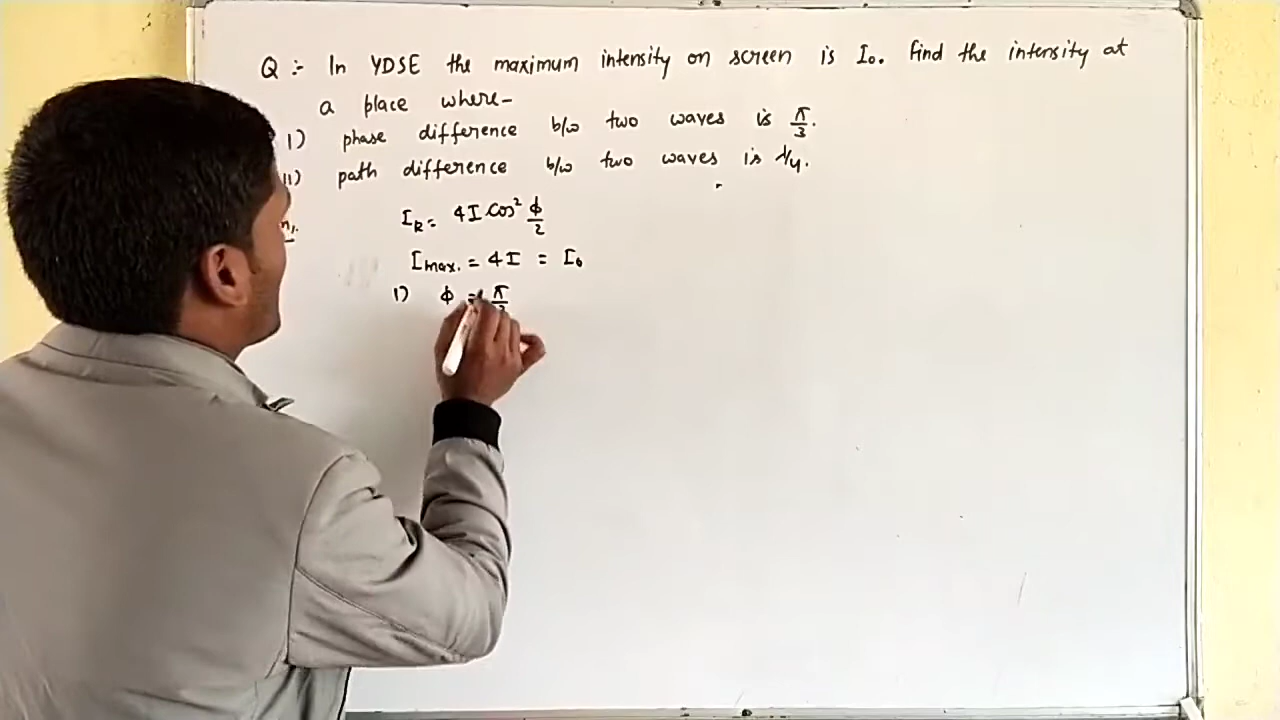 Q :- In YDSE the maximum intensity on screen is I₀. Find the intensity at
a place where-
1) phase difference b/w two waves is π/3.
11) path difference b/w two waves is λ/4.
I_R = 4I cos² ϕ/2
I_max. = 4I = I₀
1) ϕ = π